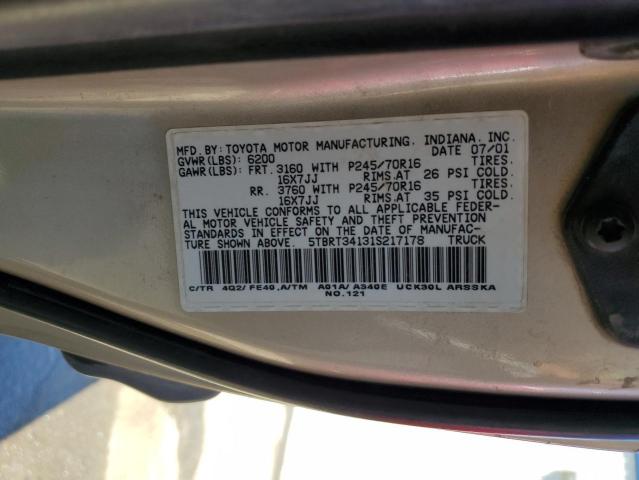 MFD. BY: TOYOTA MOTOR MANUFACTURING, INDIANA, INC.
GVWR(LBS): 6200 DATE 07/01
GAWR(LBS): FRT. 3160 WITH P245/70R16 TIRES.
16X7JJ RIMS.AT 26 PSI COLD.
RR. 3760 WITH P245/70R16 TIRES.
16X7JJ RIMS.AT 35 PSI COLD.
THIS VEHICLE CONFORMS TO ALL APPLICABLE FEDER-
AL MOTOR VEHICLE SAFETY AND THEFT PREVENTION
STANDARDS IN EFFECT ON THE DATE OF MANUFAC-
TURE SHOWN ABOVE. 5TBRT34131S217178 TRUCK
C/TR 4Q2/FE40,A/TM A01A/A340E UCK30L ARSSKA
NO.121